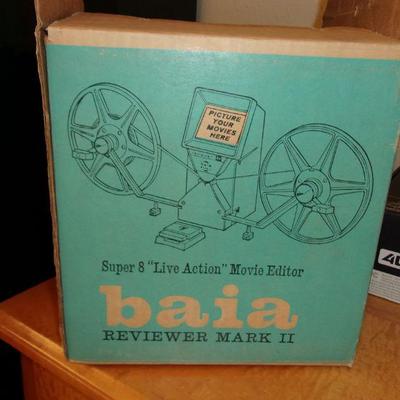 PICTURE
YOUR
MOVIES
HERE
Super 8 "Live Action" Movie Editor
baia
REVIEWER MARK II